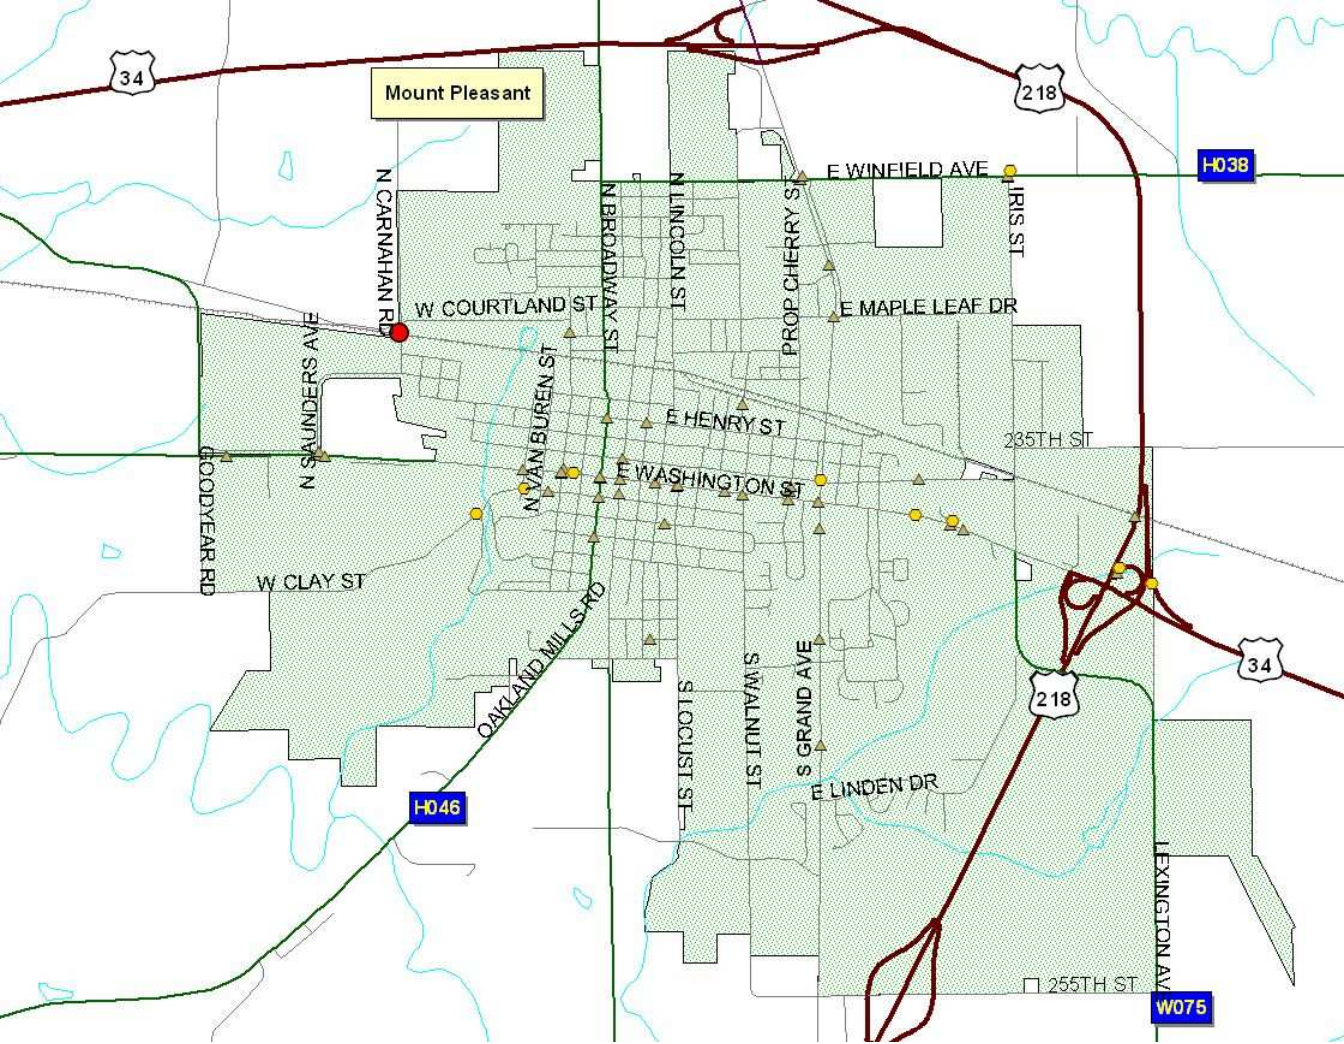 34
Mount Pleasant
218
H038
E WINFIELD AVE
N CARNAHAN RD
N BROADWAY ST
N LINCOLN ST
PROP CHERRY ST
IRIS ST
W COURTLAND ST
E MAPLE LEAF DR
N SAUNDERS AVE
N VAN BUREN ST
E HENRY ST
235TH ST
E WASHINGTON ST
GOODYEAR RD
W CLAY ST
OAKLAND MILLS RD
S LOCUST ST
S WALNUT ST
S GRAND AVE
34
218
E LINDEN DR
H046
LEXINGTON AV
255TH ST
W075